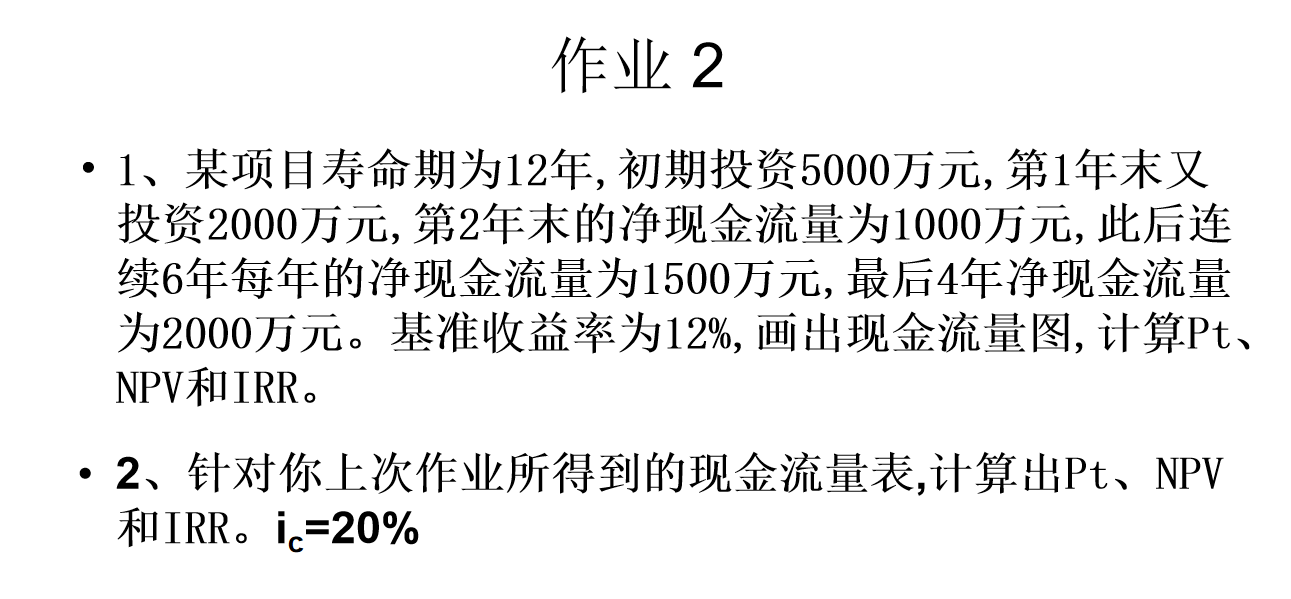 作业 2
• 1、某项目寿命期为12年,初期投资5000万元,第1年末又
投资2000万元,第2年末的净现金流量为1000万元,此后连
续6年每年的净现金流量为1500万元,最后4年净现金流量
为2000万元。基准收益率为12%,画出现金流量图,计算Pt、
NPV和IRR。
• 2、针对你上次作业所得到的现金流量表,计算出Pt、NPV
和IRR。ic=20%